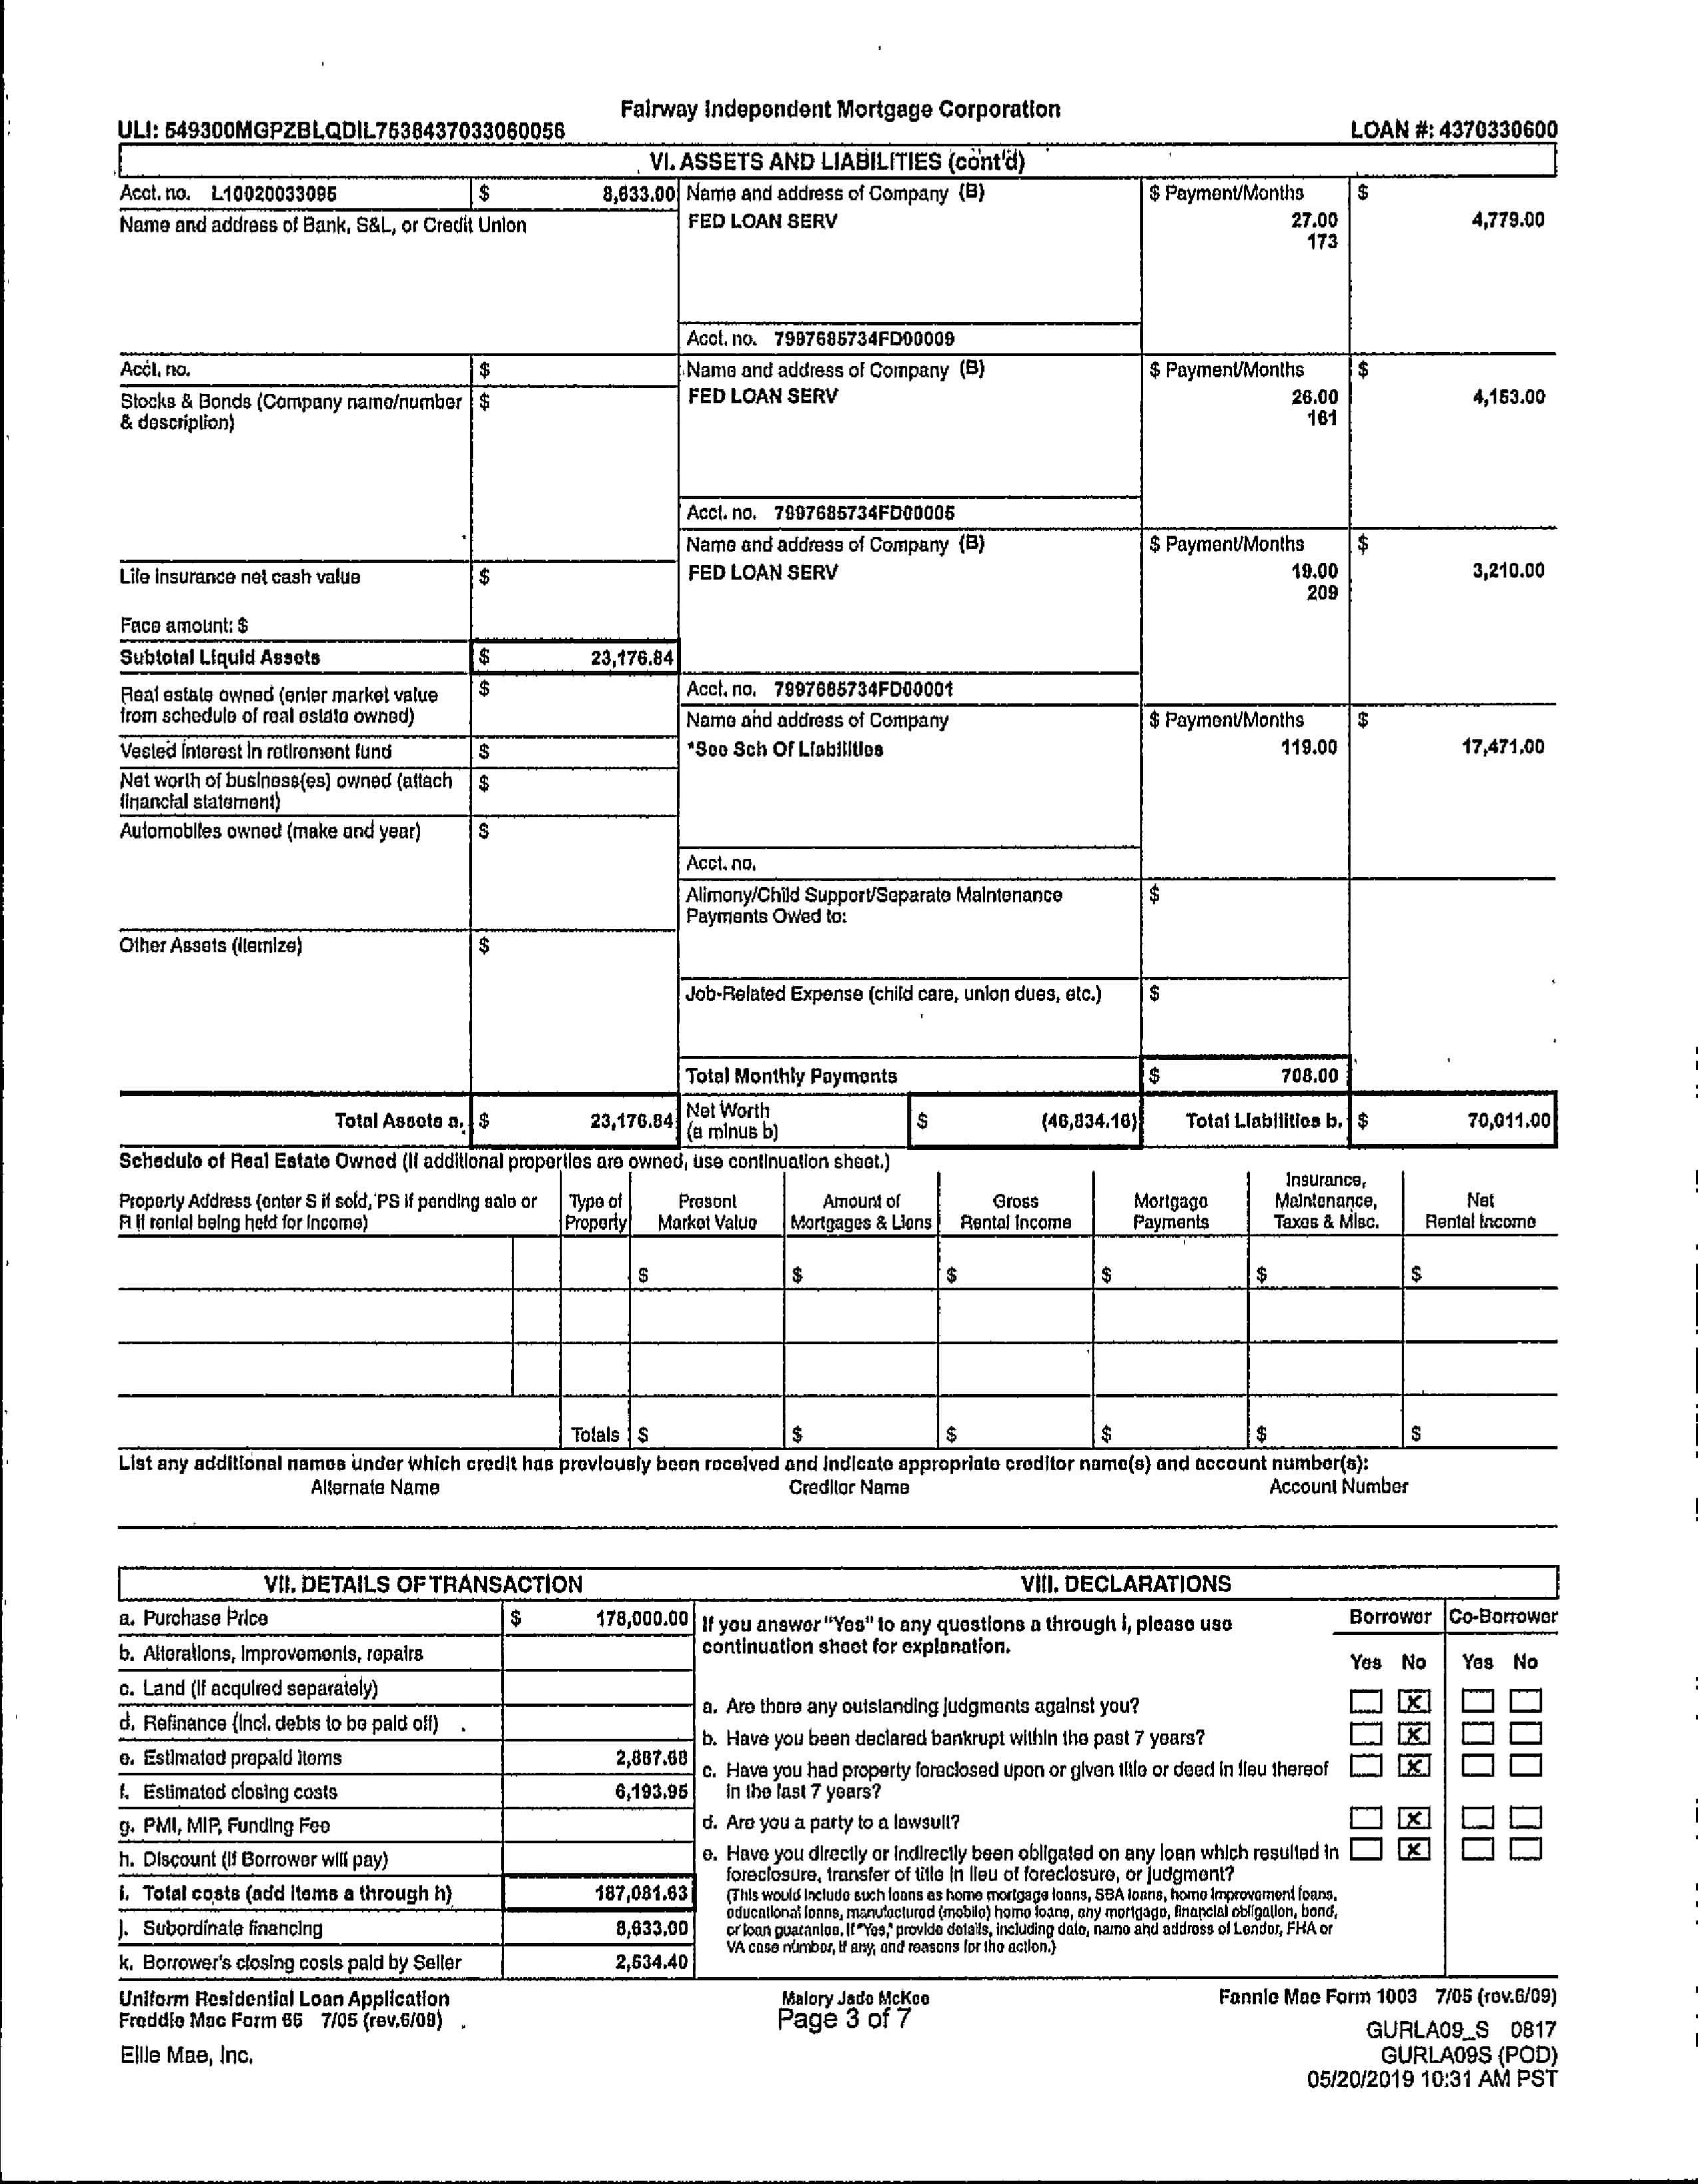 Fairway Independent Mortgage Corporation
ULI: 549300MGPZBLQDIL7538437033060056 LOAN #: 4370330600
VI. ASSETS AND LIABILITIES (cont'd)
Acct. no. L10020033095 $ 8,633.00 Name and address of Company (B) $ Payment/Months $
Name and address of Bank, S&L, or Credit Union FED LOAN SERV 27.00 4,779.00
173
Acct. no. 7997685734FD00009
Acct. no. $ Name and address of Company (B) $ Payment/Months $
Stocks & Bonds (Company name/number $ FED LOAN SERV 26.00 4,153.00
& description) 161
Acct. no. 7997685734FD00005
Name and address of Company (B) $ Payment/Months $
Life insurance net cash value $ FED LOAN SERV 19.00 3,210.00
209
Face amount: $
Subtotal Liquid Assets $ 23,176.84
Real estate owned (enter market value $ Acct. no. 7997685734FD00001
from schedule of real estate owned) Name and address of Company $ Payment/Months $
Vested interest in retirement fund $ *See Sch Of Liabilities 119.00 17,471.00
Net worth of business(es) owned (attach $
financial statement)
Automobiles owned (make and year) $
Acct. no.
Alimony/Child Support/Separate Maintenance $
Payments Owed to:
Other Assets (itemize) $
Job-Related Expense (child care, union dues, etc.) $
Total Monthly Payments $ 708.00
Total Assets a. $ 23,176.84 Net Worth $ (46,834.16) Total Liabilities b. $ 70,011.00
(a minus b)
Schedule of Real Estate Owned (If additional properties are owned, use continuation sheet.)
Insurance,
Property Address (enter S if sold, PS if pending sale or Type of Present Amount of Gross Mortgage Maintenance, Net
R if rental being held for income) Property Market Value Mortgages & Liens Rental Income Payments Taxes & Misc. Rental Income
$ $ $ $ $ $
Totals $ $ $ $ $ $
List any additional names under which credit has previously been received and indicate appropriate creditor name(s) and account number(s):
Alternate Name Creditor Name Account Number
VII. DETAILS OF TRANSACTION VIII. DECLARATIONS
a. Purchase Price $ 178,000.00 If you answer "Yes" to any questions a through i, please use Borrower Co-Borrower
b. Alterations, improvements, repairs continuation sheet for explanation. Yes No Yes No
c. Land (if acquired separately)
a. Are there any outstanding judgments against you? X
d. Refinance (incl. debts to be paid off)
b. Have you been declared bankrupt within the past 7 years? X
e. Estimated prepaid items 2,887.68
c. Have you had property foreclosed upon or given title or deed in lieu thereof X
f. Estimated closing costs 6,193.95 in the last 7 years?
g. PMI, MIP, Funding Fee d. Are you a party to a lawsuit? X
h. Discount (if Borrower will pay) e. Have you directly or indirectly been obligated on any loan which resulted in X
foreclosure, transfer of title in lieu of foreclosure, or judgment?
i. Total costs (add items a through h) 187,081.63 (This would include such loans as home mortgage loans, SBA loans, home improvement loans,
educational loans, manufactured (mobile) home loans, any mortgage, financial obligation, bond,
j. Subordinate financing 8,633.00 or loan guarantee. If "Yes," provide details, including date, name and address of Lender, FHA or
VA case number, if any, and reasons for the action.)
k. Borrower's closing costs paid by Seller 2,534.40
Uniform Residential Loan Application Malory Jade McKee Fannie Mae Form 1003 7/05 (rev.6/09)
Freddie Mac Form 65 7/05 (rev.6/09) Page 3 of 7
GURLA09_S 0817
Ellie Mae, Inc. GURLA09S (POD)
05/20/2019 10:31 AM PST